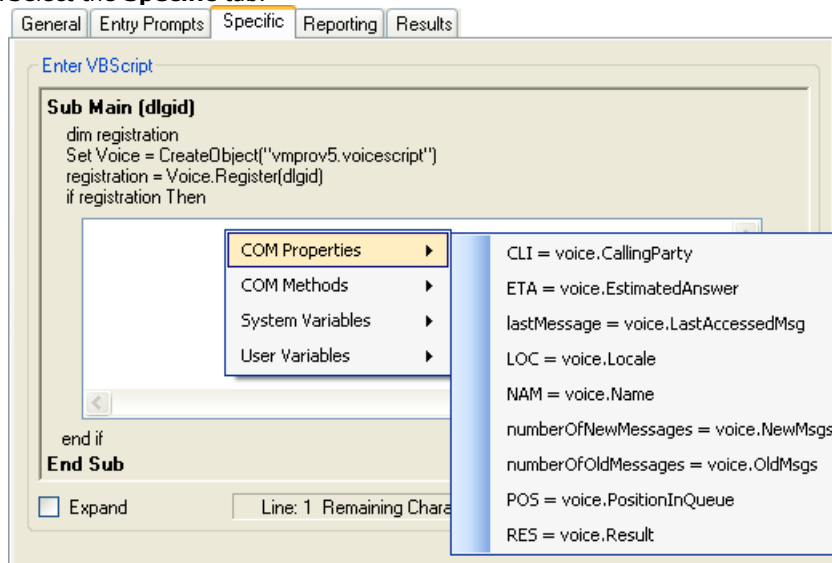 General Entry Prompts Specific Reporting Results
Enter VBScript
Sub Main (dlgid)
dim registration
Set Voice = CreateObject("vmprov5.voicescript")
registration = Voice.Register(dlgid)
if registration Then
COM Properties
COM Methods
System Variables
User Variables
CLI = voice.CallingParty
ETA = voice.EstimatedAnswer
lastMessage = voice.LastAccessedMsg
LOC = voice.Locale
NAM = voice.Name
numberOfNewMessages = voice.NewMsgs
numberOfOldMessages = voice.OldMsgs
POS = voice.PositionInQueue
RES = voice.Result
end if
End Sub
Expand
Line: 1 Remaining Chara